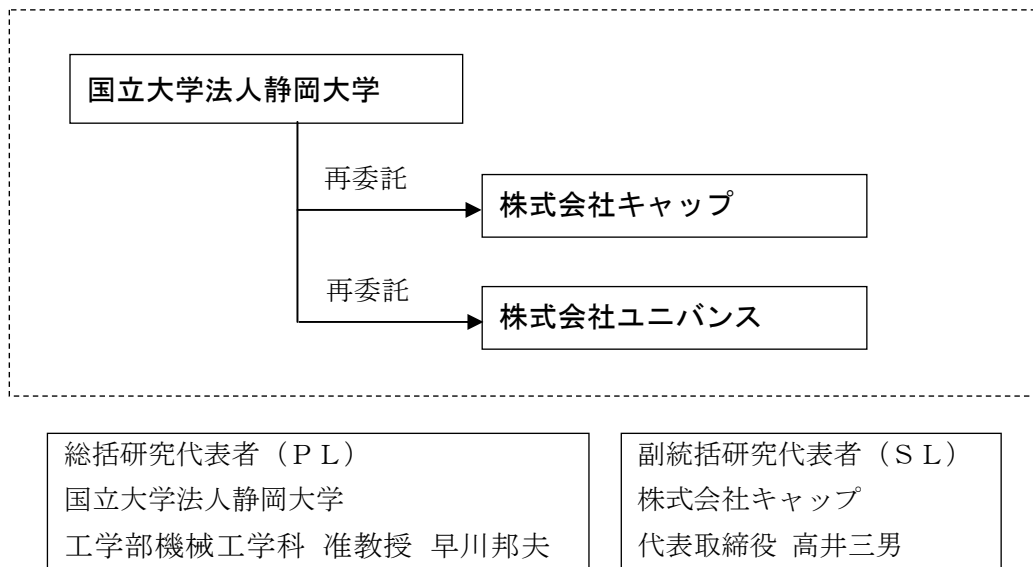 国立大学法人静岡大学
再委託
株式会社キャップ
再委託
株式会社ユニバンス
総括研究代表者（ＰＬ）
国立大学法人静岡大学
工学部機械工学科 准教授 早川邦夫
副統括研究代表者（ＳＬ）
株式会社キャップ
代表取締役 高井三男